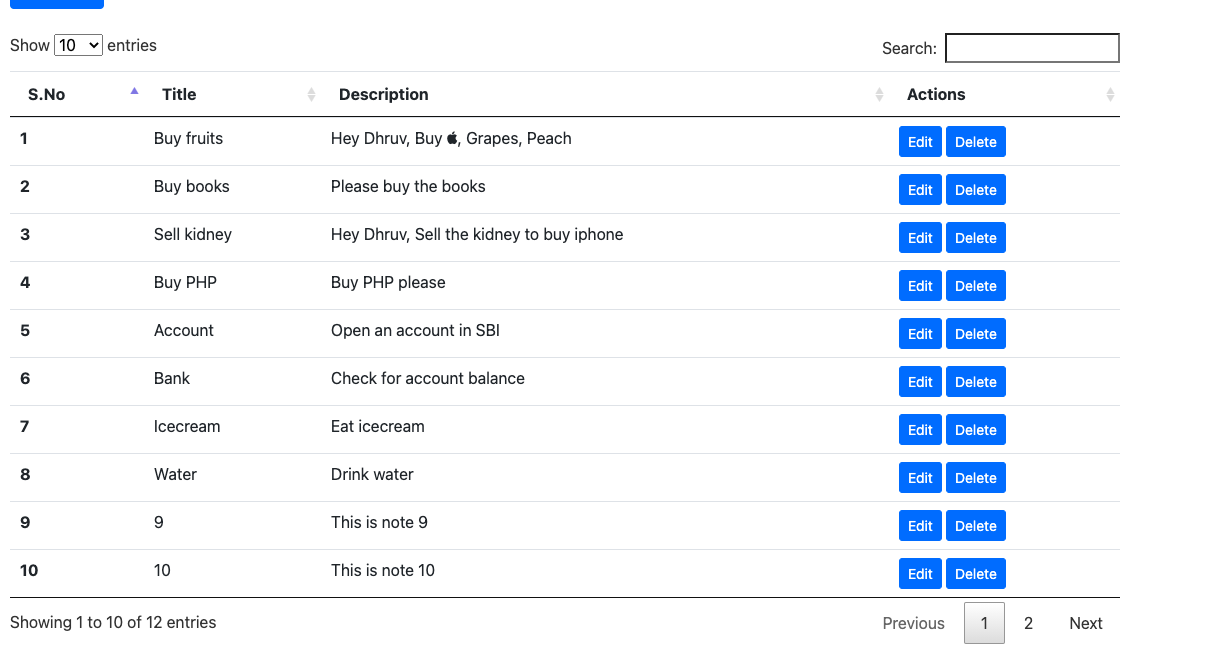 Show 10 entries Search:
S.No Title Description Actions
1 Buy fruits Hey Dhruv, Buy , Grapes, Peach Edit Delete
2 Buy books Please buy the books Edit Delete
3 Sell kidney Hey Dhruv, Sell the kidney to buy iphone Edit Delete
4 Buy PHP Buy PHP please Edit Delete
5 Account Open an account in SBI Edit Delete
6 Bank Check for account balance Edit Delete
7 Icecream Eat icecream Edit Delete
8 Water Drink water Edit Delete
9 9 This is note 9 Edit Delete
10 10 This is note 10 Edit Delete
Showing 1 to 10 of 12 entries Previous 1 2 Next